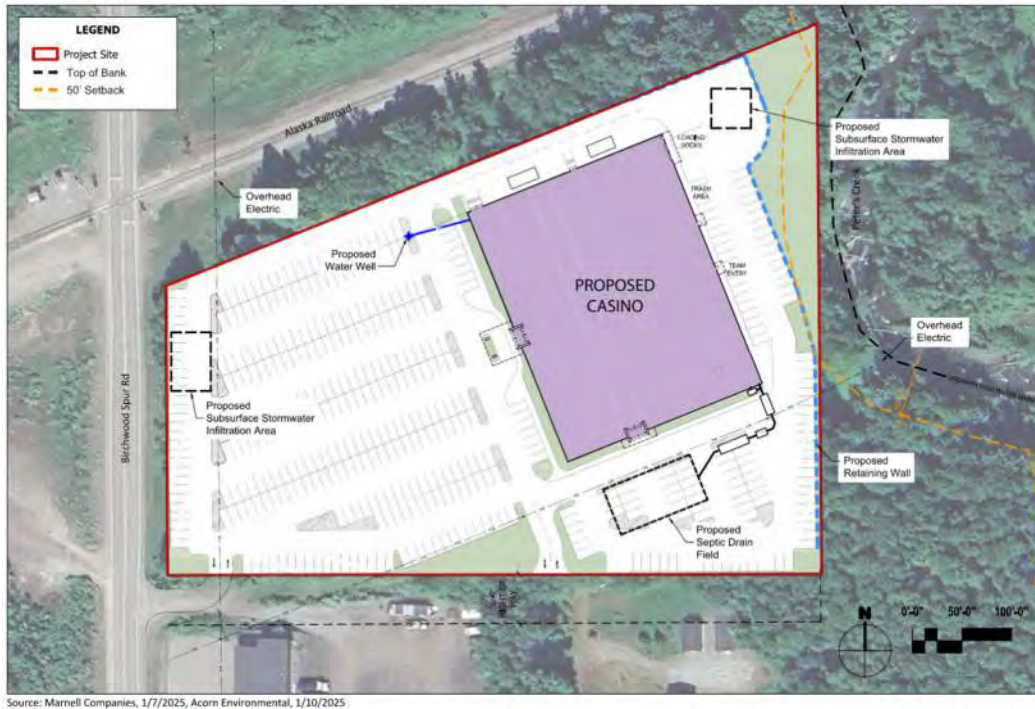 LEGEND
Project Site
Top of Bank
50' Setback
Alaska Railroad
Overhead
Electric
Proposed
Water Well
LOADING
DOCKS
TRASH
AREA
TEAM
ENTRY
Proposed
Subsurface Stormwater
Infiltration Area
PROPOSED
CASINO
Overhead
Electric
Birchwood Spur Rd
Proposed
Subsurface Stormwater
Infiltration Area
Proposed
Retaining Wall
Proposed
Septic Drain
Field
N
0'-0" 50'-0" 100'-0"
Source: Marnell Companies, 1/7/2025, Acorn Environmental, 1/10/2025